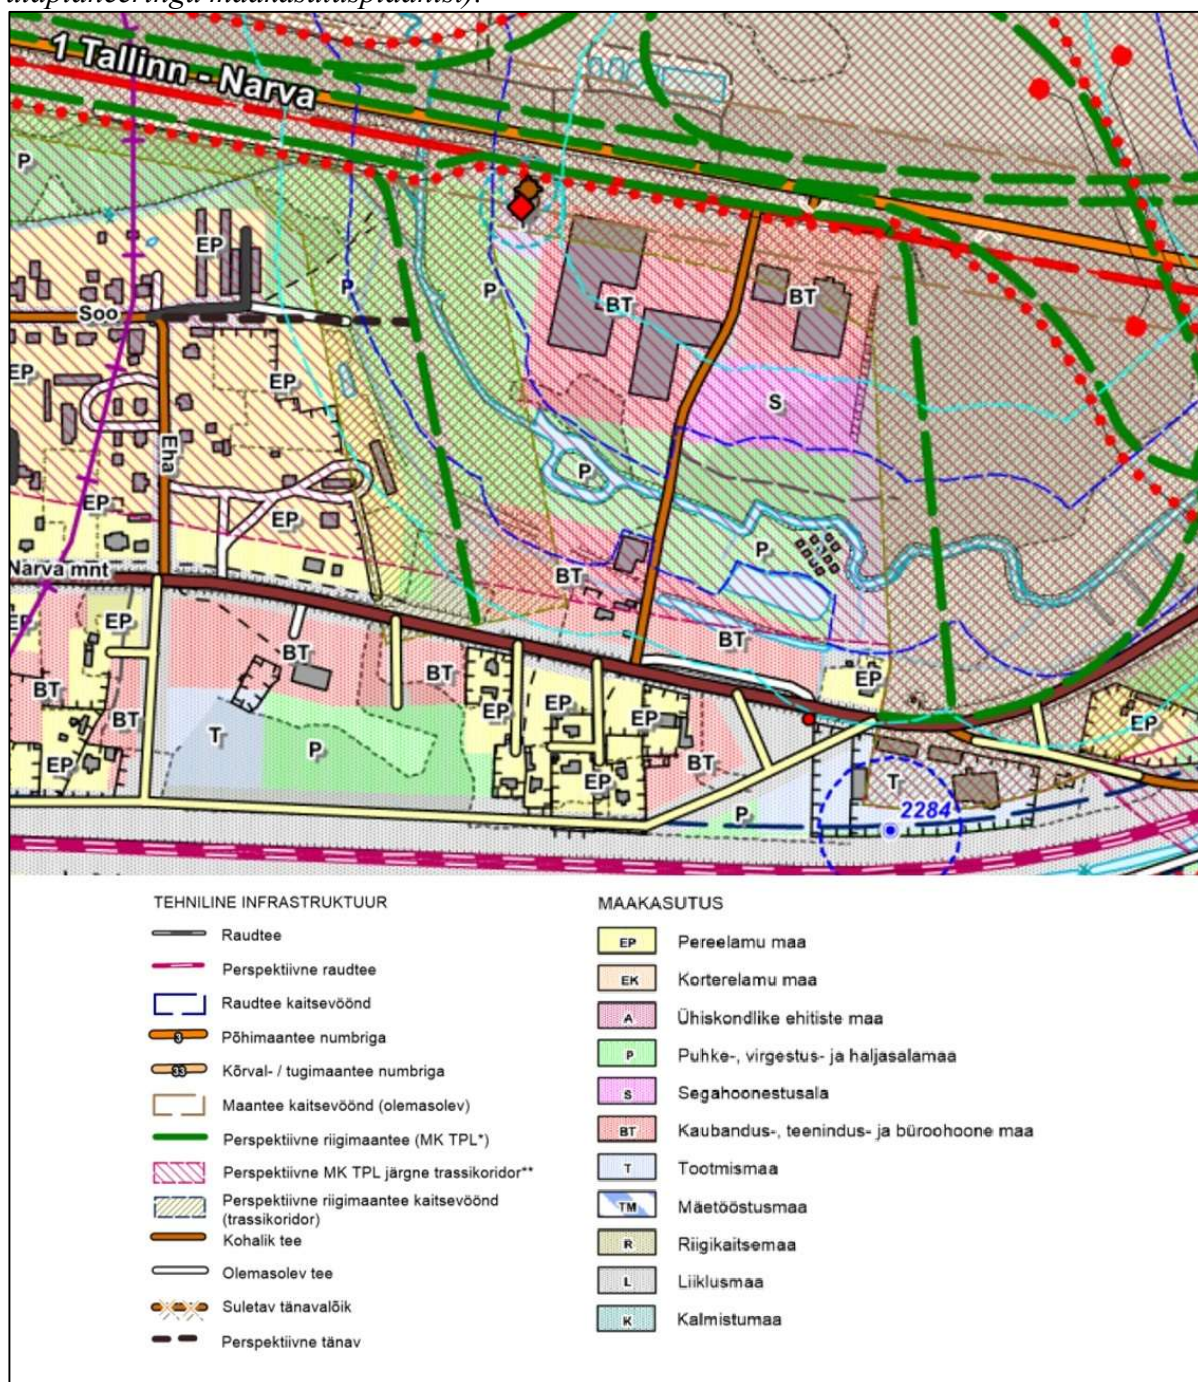 ulaplaneeringu maakasutusplaanist).
1 Tallinn - Narva
P
EP
P
P
BT
BT
Soo
EP
EP
S
Eha
P
EP
EP
P
BT
Narva mnt
EP
EP
BT
BT
BT
EP
BT
BT
EP
EP
EP
EP
T
P
BT
EP
EP
P
T
2284
TEHNILINE INFRASTRUKTUUR
Raudtee
Perspektiivne raudtee
Raudtee kaitsevöönd
3 Põhimaantee numbriga
33 Kõrval- / tugimaantee numbriga
Maantee kaitsevöönd (olemasolev)
Perspektiivne riigimaantee (MK TPL*)
Perspektiivne MK TPL järgne trassikoridor**
Perspektiivne riigimaantee kaitsevöönd
(trassikoridor)
Kohalik tee
Olemasolev tee
Suletav tänavalõik
Perspektiivne tänav
MAAKASUTUS
EP Pereelamu maa
EK Korterelamu maa
A Ühiskondlike ehitiste maa
P Puhke-, virgestus- ja haljasalamaa
S Segahoonestusala
BT Kaubandus-, teenindus- ja büroohoone maa
T Tootmismaa
TM Mäetööstusmaa
R Riigikaitsemaa
L Liiklusmaa
K Kalmistumaa